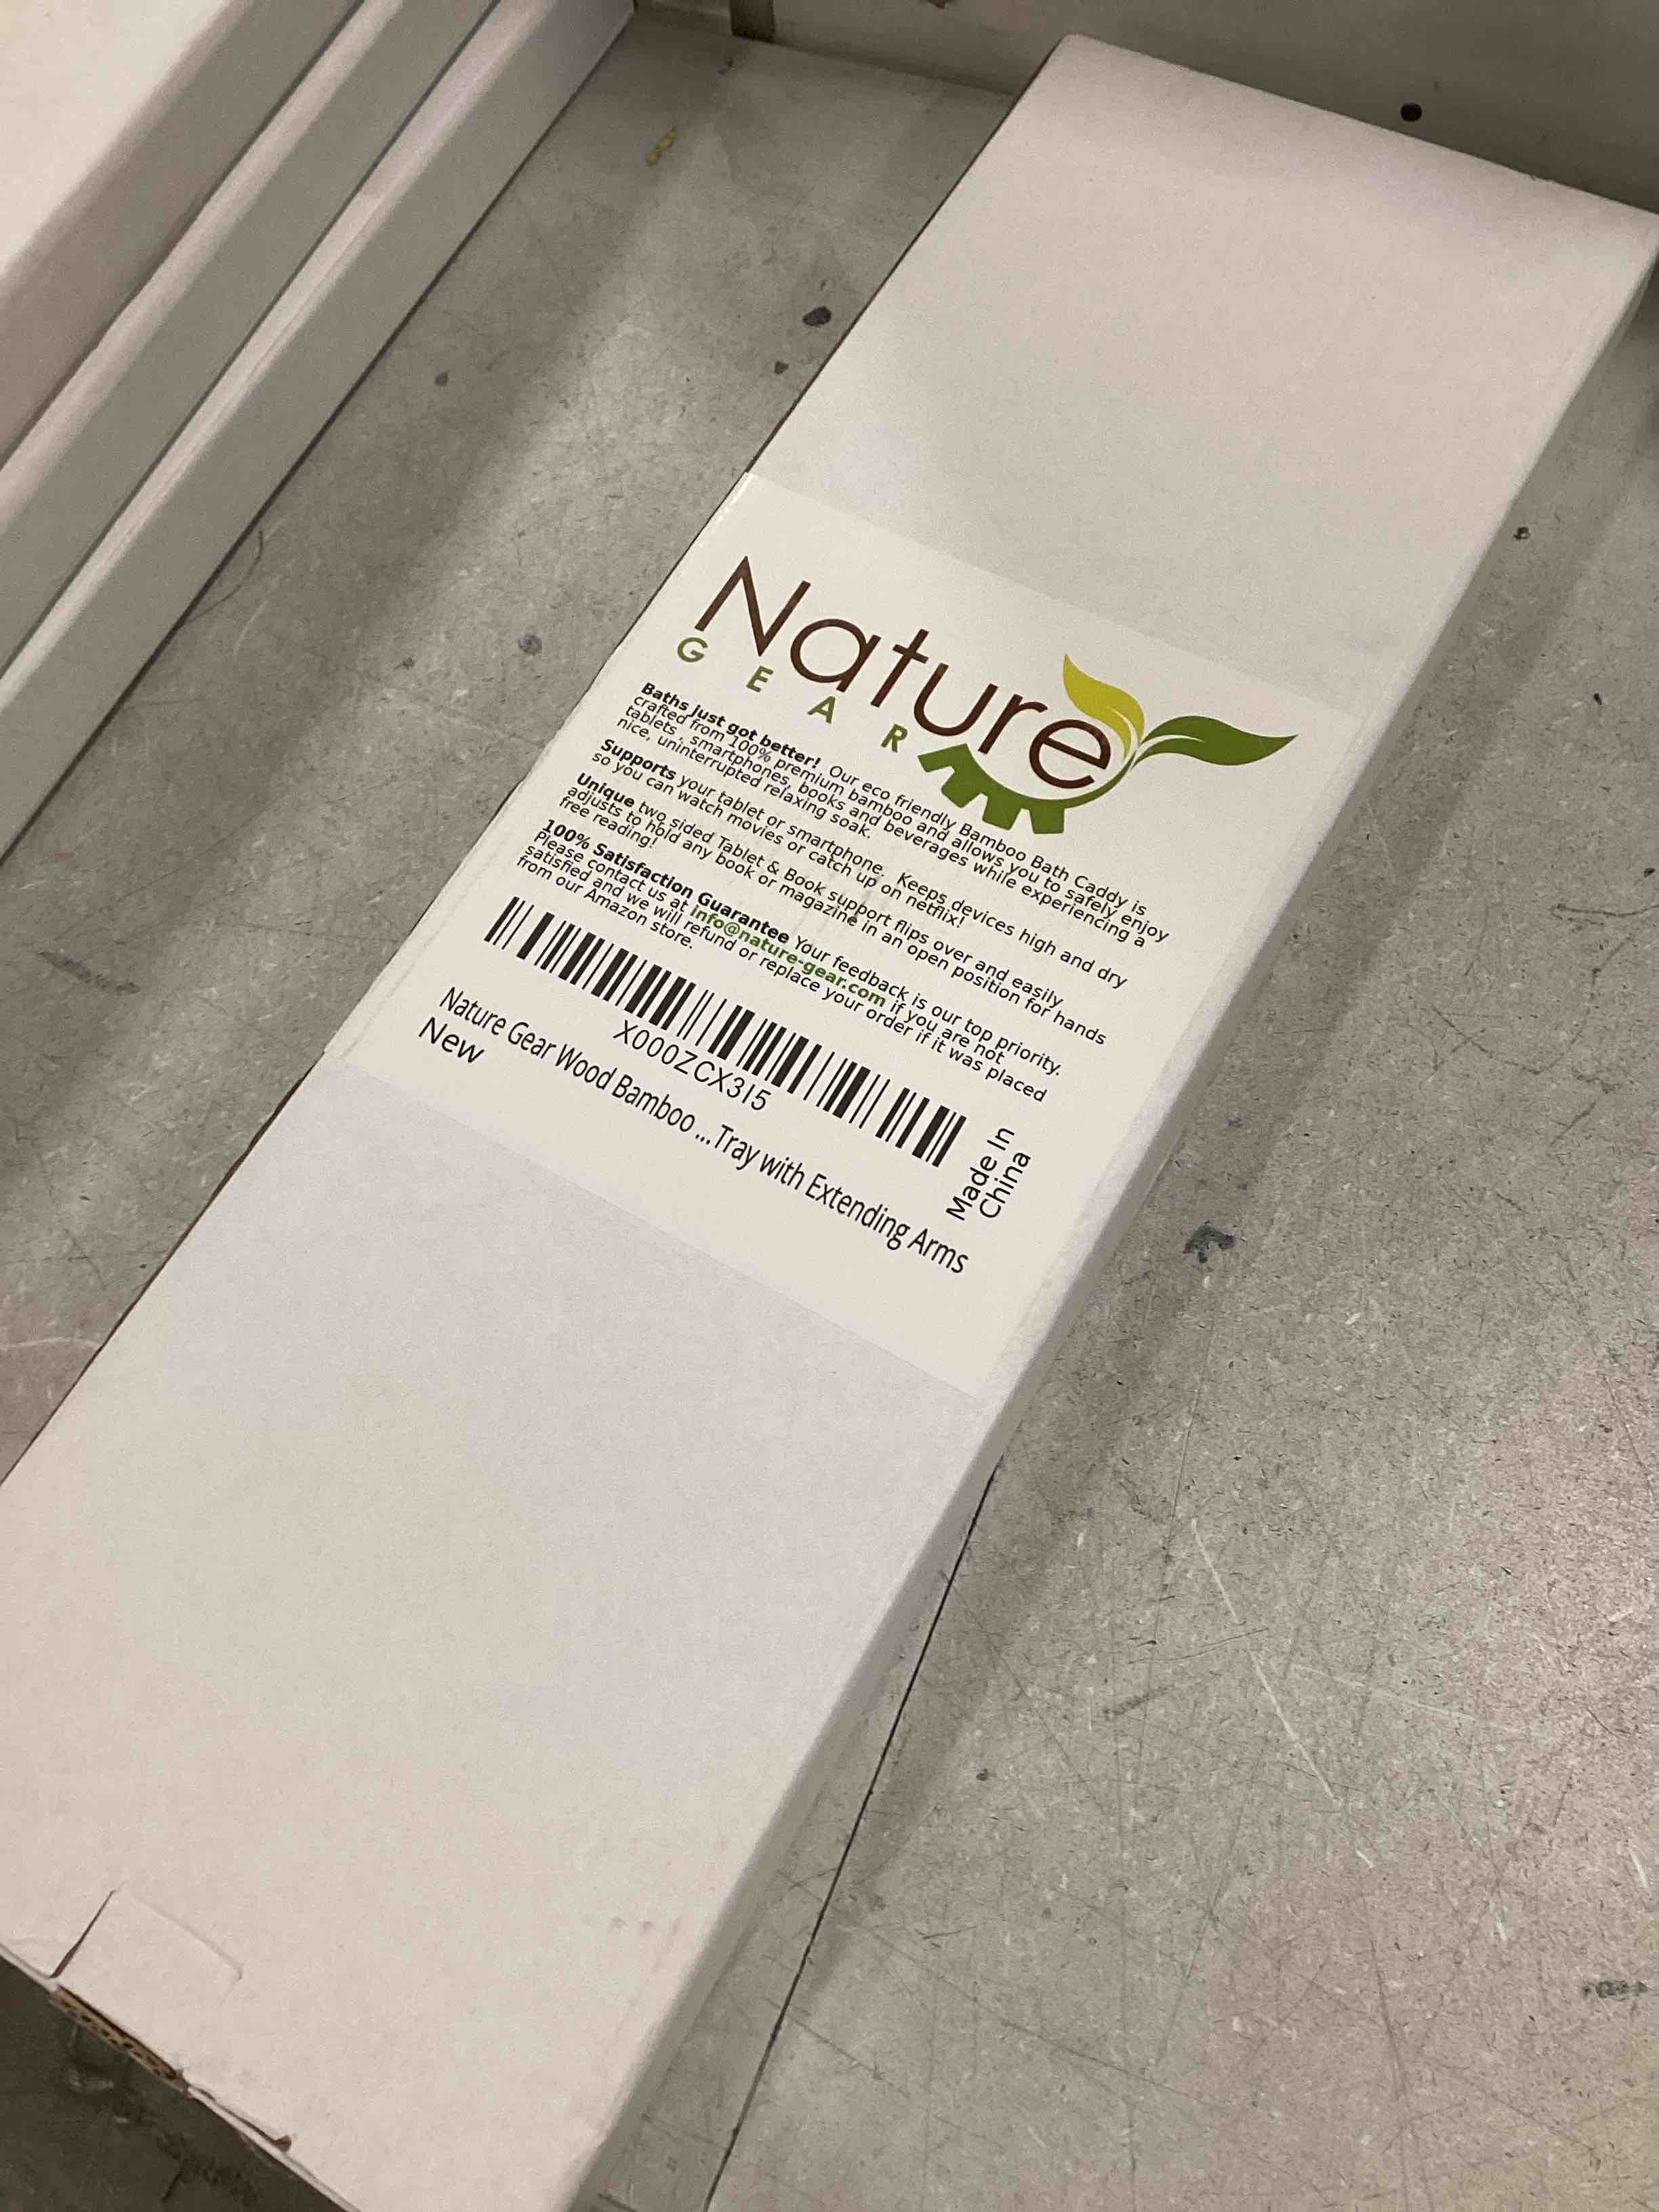 Nature
GEAR
Baths just got better! Our eco friendly Bamboo Bath Caddy is
crafted from 100% premium bamboo and allows you to safely enjoy
tablets, smartphones, books and beverages while experiencing a
nice, uninterrupted relaxing soak.
Supports your tablet or smartphone. Keeps devices high and dry
so you can watch movies or catch up on netflix!
Unique two sided Tablet & Book support flips over and easily
adjusts to hold any book or magazine in an open position for hands
free reading!
100% Satisfaction Guarantee Your feedback is our top priority.
Please contact us at info@nature-gear.com if you are not
satisfied and we will refund or replace your order if it was placed
from our Amazon store.
X000ZCX3I5
Made In
China
Nature Gear Wood Bamboo ...Tray with Extending Arms
New